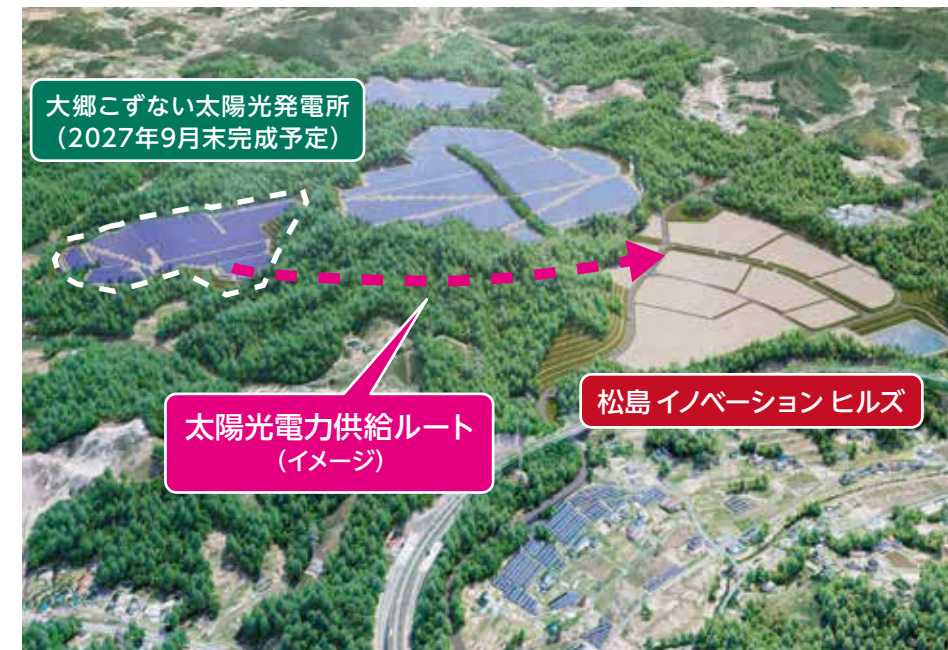 大郷こずない太陽光発電所
（2027年9月末完成予定）
太陽光電力供給ルート
（イメージ）
松島 イノベーション ヒルズ